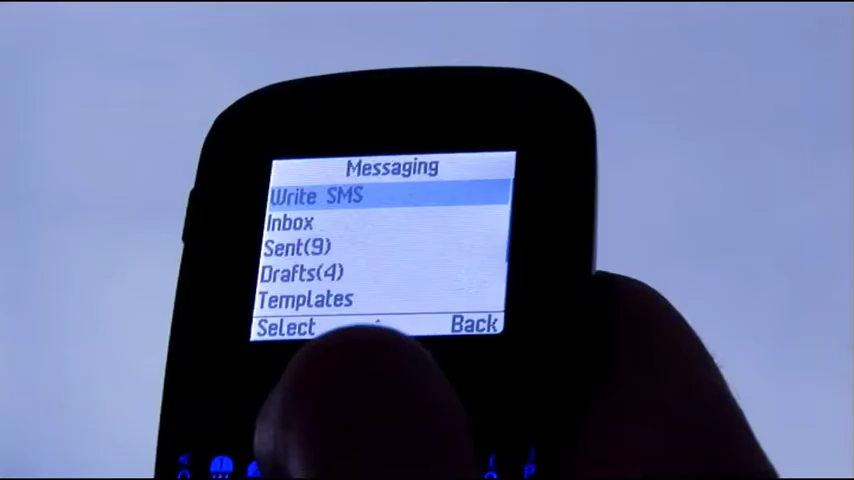 Messaging
Write SMS
Inbox
Sent(9)
Drafts(4)
Templates
Select Back
Q W O P